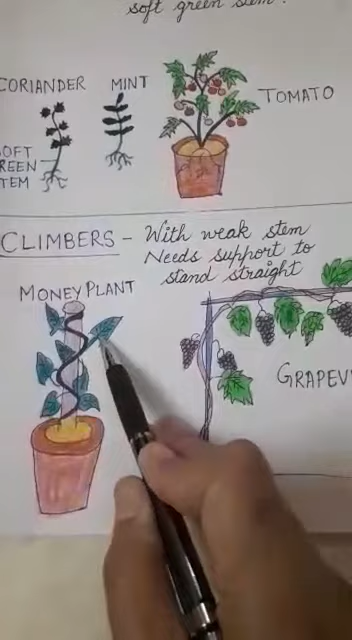 soft green stem.
CORIANDER
MINT
TOMATO
SOFT
GREEN
STEM
CLIMBERS - With weak stem
Needs support to
stand straight
MONEY PLANT
GRAPEV